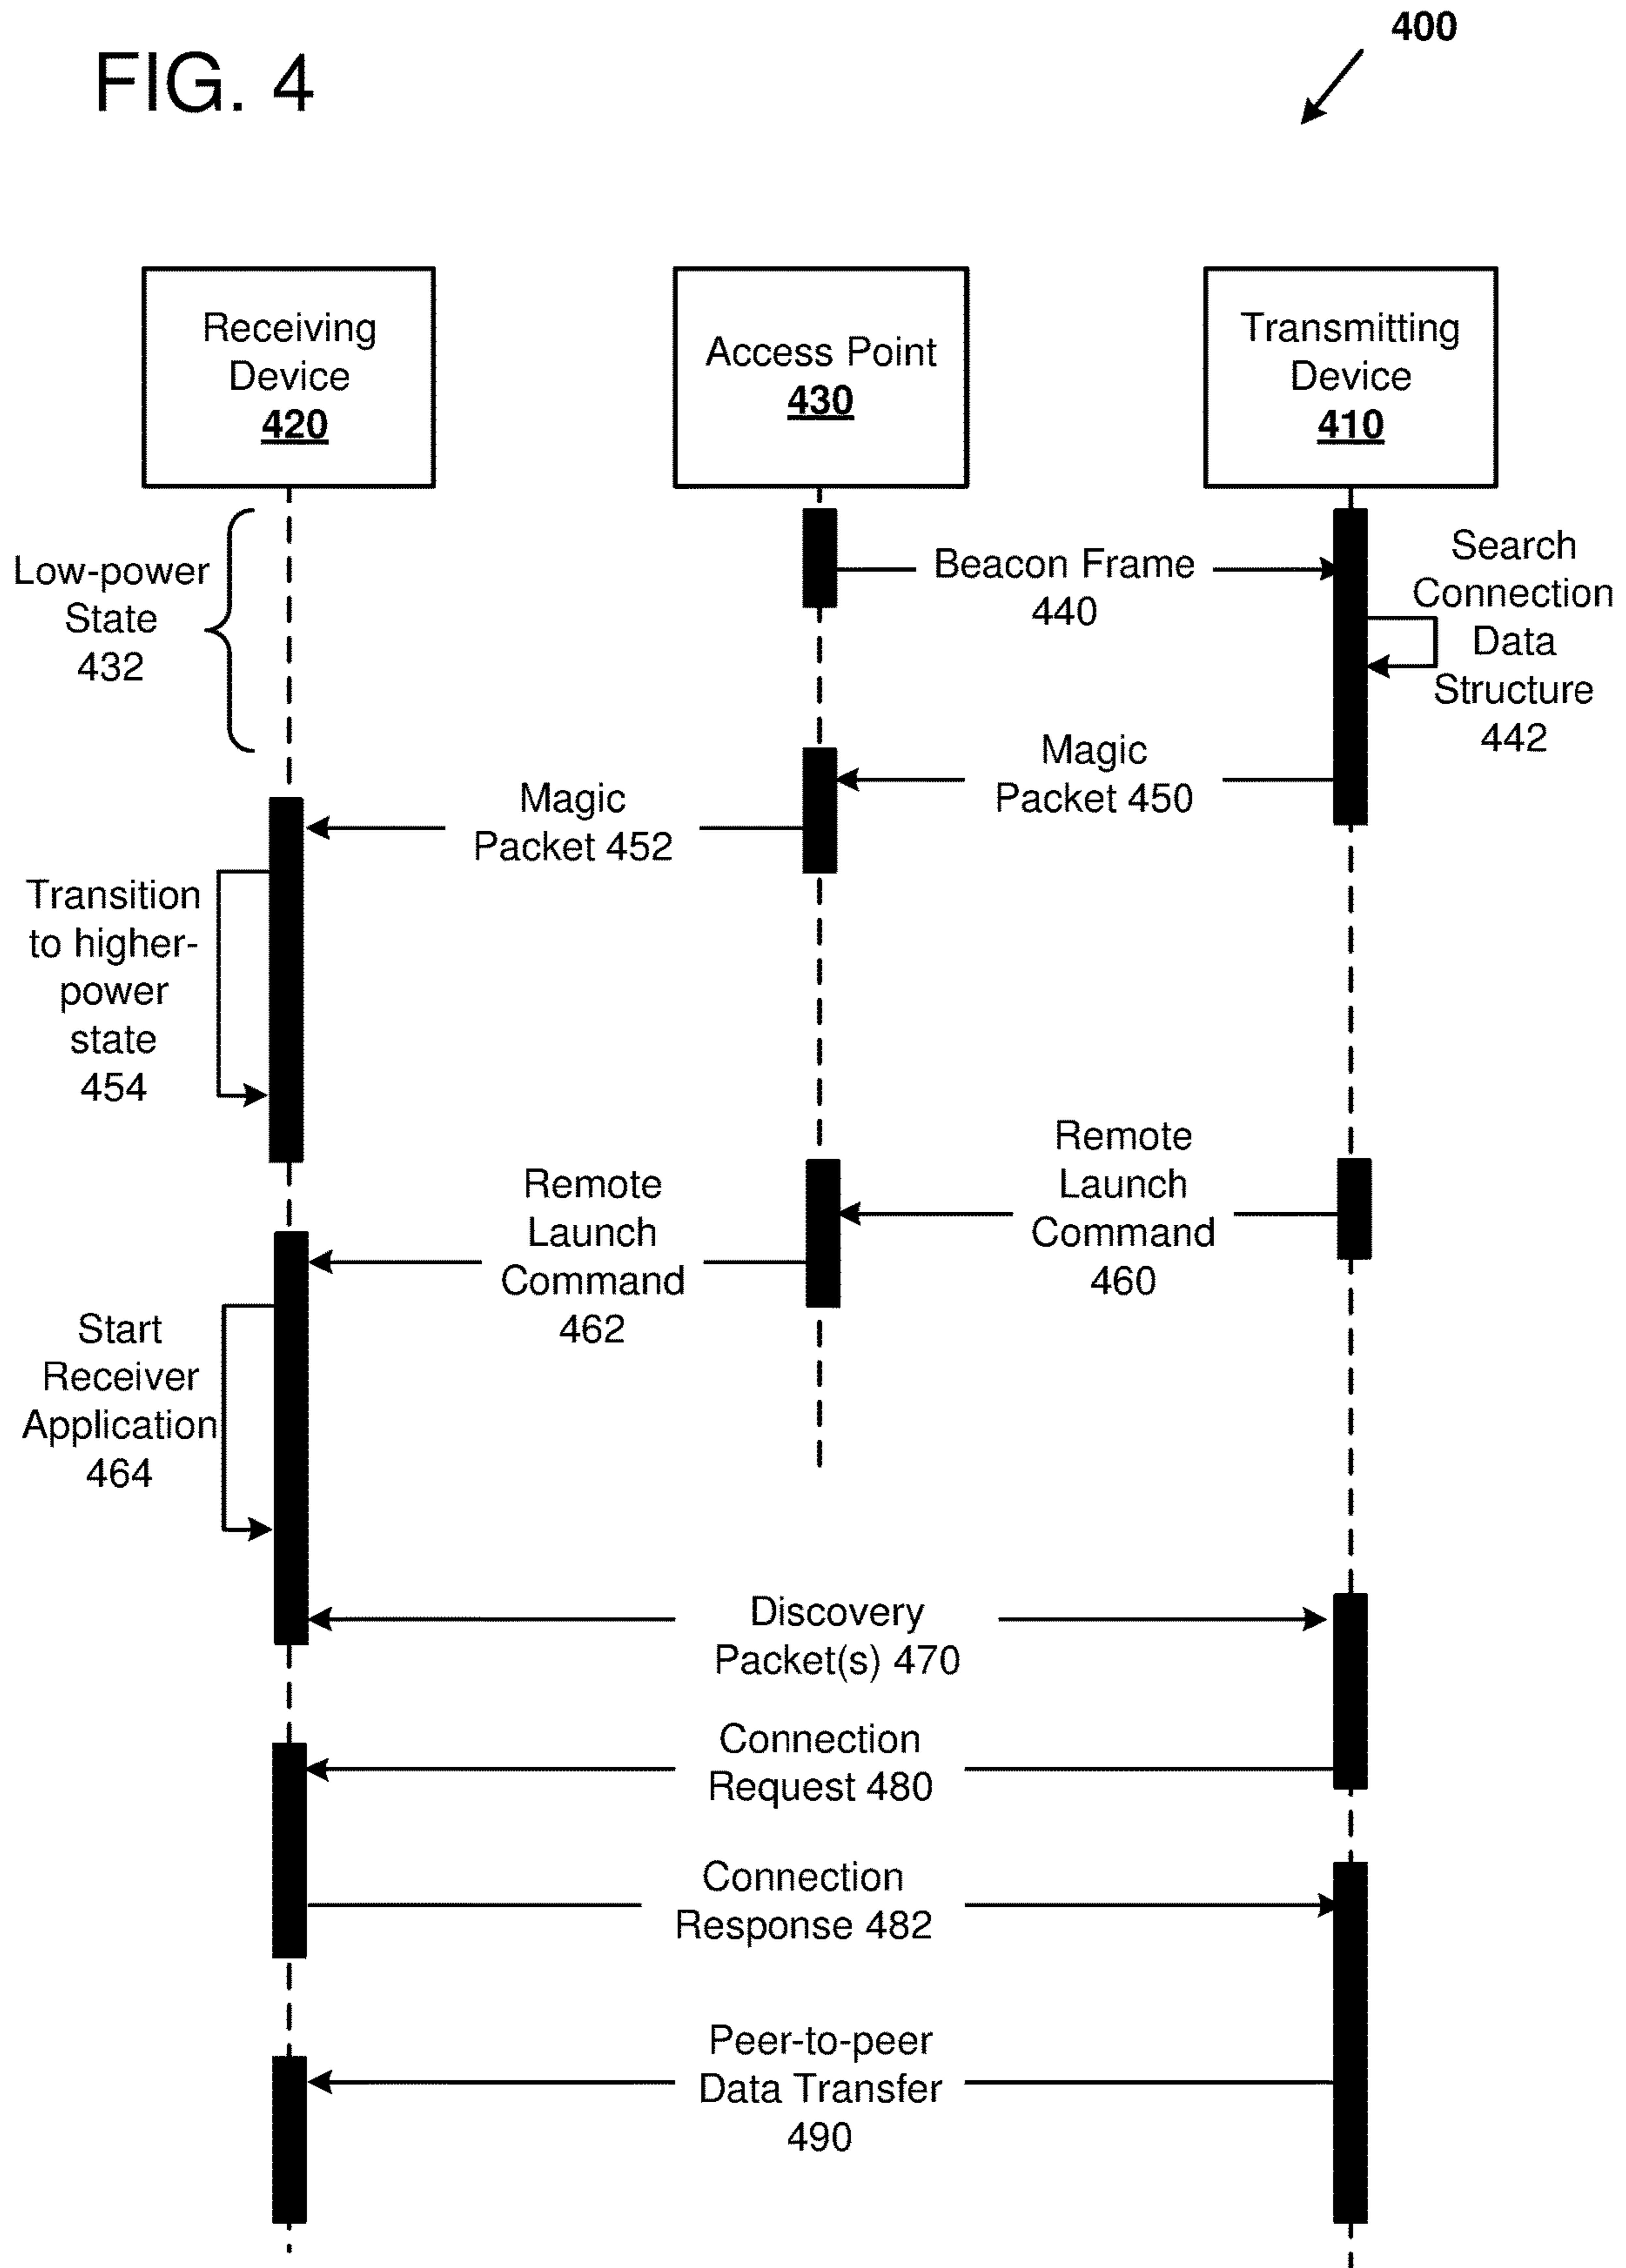 400
FIG. 4
Receiving
Device
420
Access Point
430
Transmitting
Device
410
Low-power
State
432
Beacon Frame
440
Search
Connection
Data
Structure
442
Magic
Packet 450
Magic
Packet 452
Transition
to higher-
power
state
454
Remote
Launch
Command
460
Remote
Launch
Command
462
Start
Receiver
Application
464
Discovery
Packet(s) 470
Connection
Request 480
Connection
Response 482
Peer-to-peer
Data Transfer
490